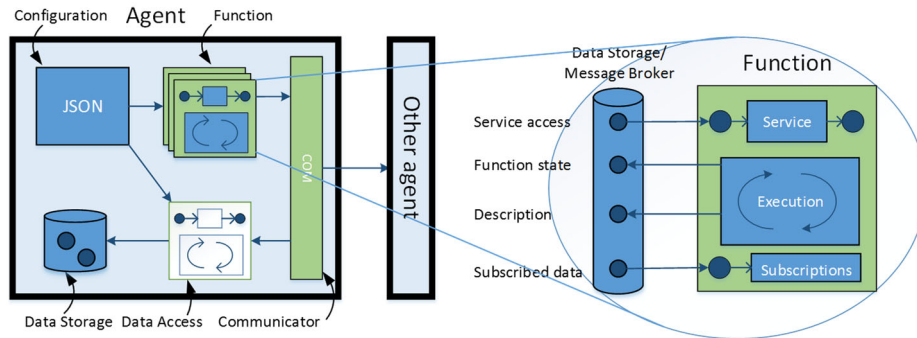 Configuration
Agent
Function
JSON
COM
Other agent
Data Storage
Data Access
Communicator
Data Storage/
Message Broker
Function
Service access
Service
Function state
Execution
Description
Subscribed data
Subscriptions